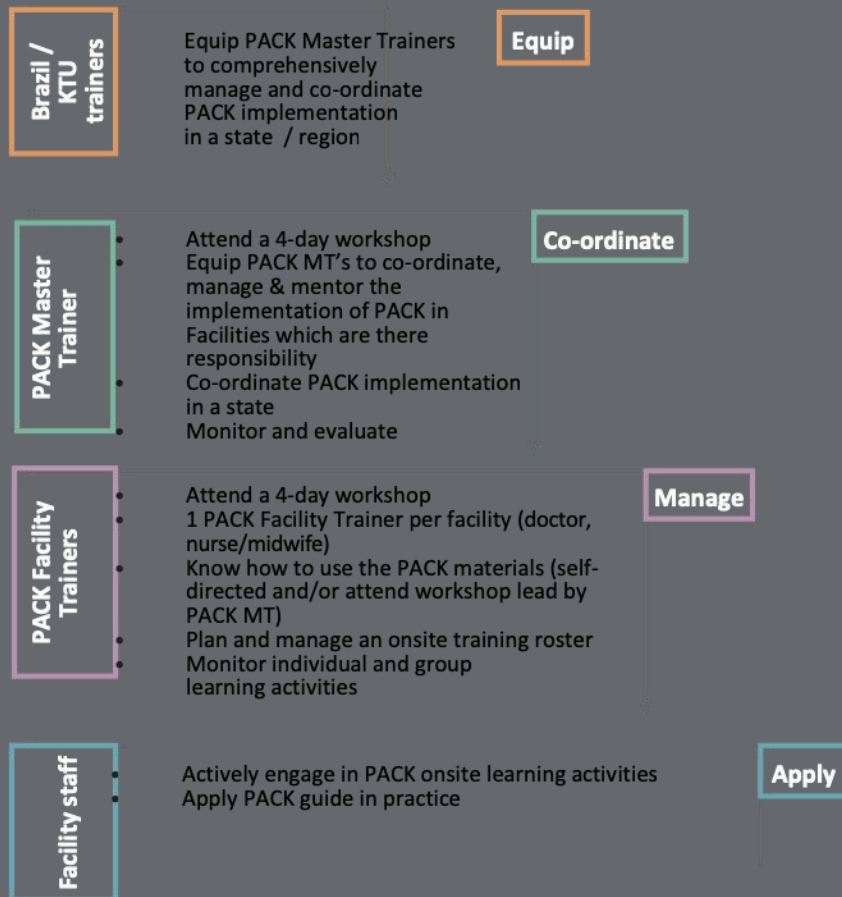 Brazil /
KTU
trainers
Equip PACK Master Trainers
to comprehensively
manage and co-ordinate
PACK implementation
in a state / region
Equip
PACK Master
Trainer
• Attend a 4-day workshop
• Equip PACK MT's to co-ordinate,
manage & mentor the
implementation of PACK in
Facilities which are there
responsibility
• Co-ordinate PACK implementation
in a state
• Monitor and evaluate
Co-ordinate
PACK Facility
Trainers
• Attend a 4-day workshop
• 1 PACK Facility Trainer per facility (doctor,
nurse/midwife)
• Know how to use the PACK materials (self-
directed and/or attend workshop lead by
PACK MT)
• Plan and manage an onsite training roster
• Monitor individual and group
learning activities
Manage
Facility staff
• Actively engage in PACK onsite learning activities
• Apply PACK guide in practice
Apply